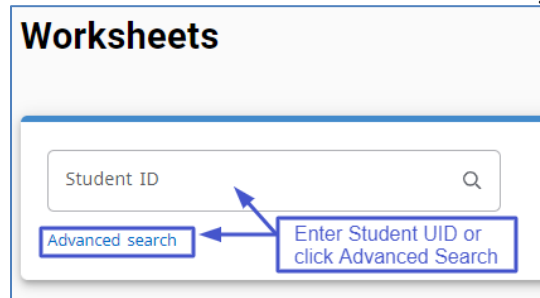 Worksheets
Student ID
Advanced search
Enter Student UID or
click Advanced Search